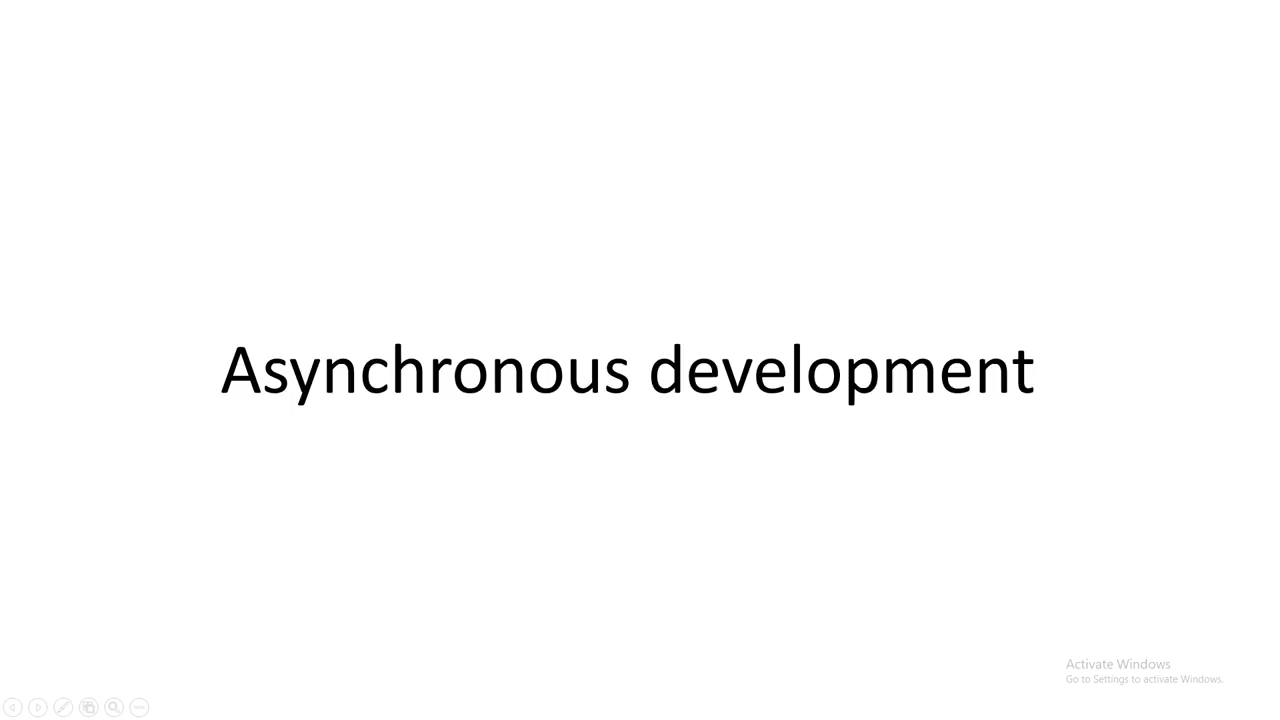 Asynchronous development
Activate Windows
Go to Settings to activate Windows.